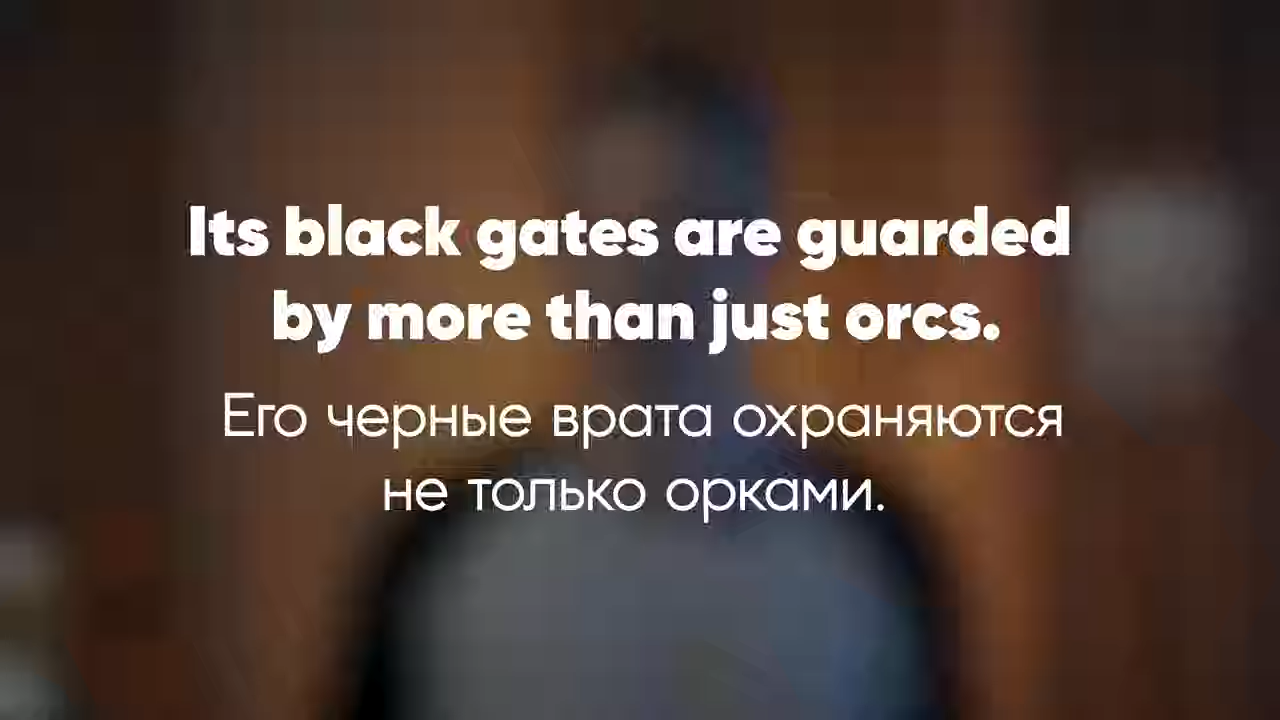 Its black gates are guarded
by more than just orcs.
Его черные врата охраняются
не только орками.